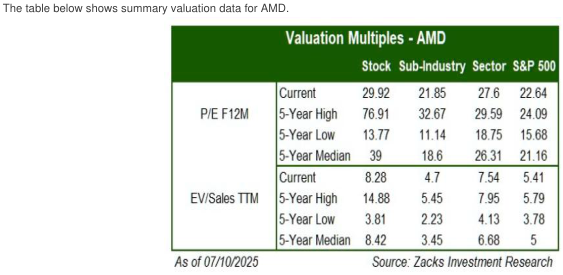 The table below shows summary valuation data for AMD.
Valuation Multiples - AMD
Stock Sub-Industry Sector S&P 500
Current 29.92 21.85 27.6 22.64
P/E F12M 5-Year High 76.91 32.67 29.59 24.09
5-Year Low 13.77 11.14 18.75 15.68
5-Year Median 39 18.6 26.31 21.16
Current 8.28 4.7 7.54 5.41
EV/Sales TTM 5-Year High 14.88 5.45 7.95 5.79
5-Year Low 3.81 2.23 4.13 3.78
5-Year Median 8.42 3.45 6.68 5
As of 07/10/2025 Source: Zacks Investment Research